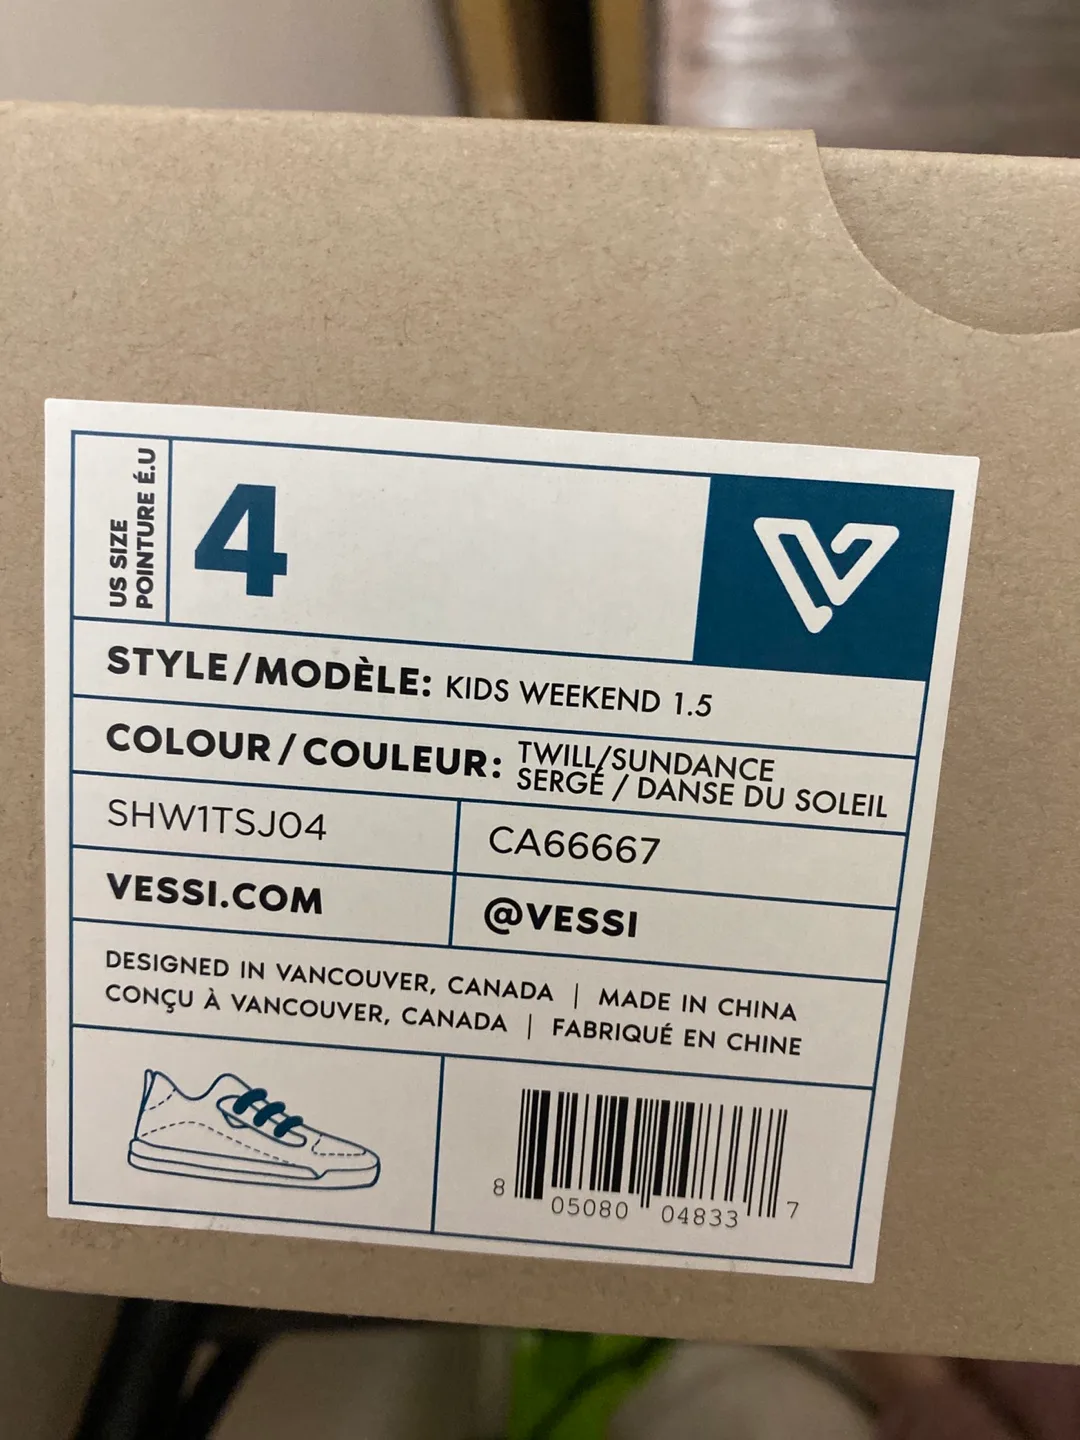 US SIZE
POINTURE É.U
4
STYLE/MODÈLE: KIDS WEEKEND 1.5
COLOUR/COULEUR: TWILL/SUNDANCE
SERGÉ / DANSE DU SOLEIL
SHW1TSJ04
CA66667
VESSI.COM
@VESSI
DESIGNED IN VANCOUVER, CANADA | MADE IN CHINA
CONÇU À VANCOUVER, CANADA | FABRIQUÉ EN CHINE
8 05080 04833 7